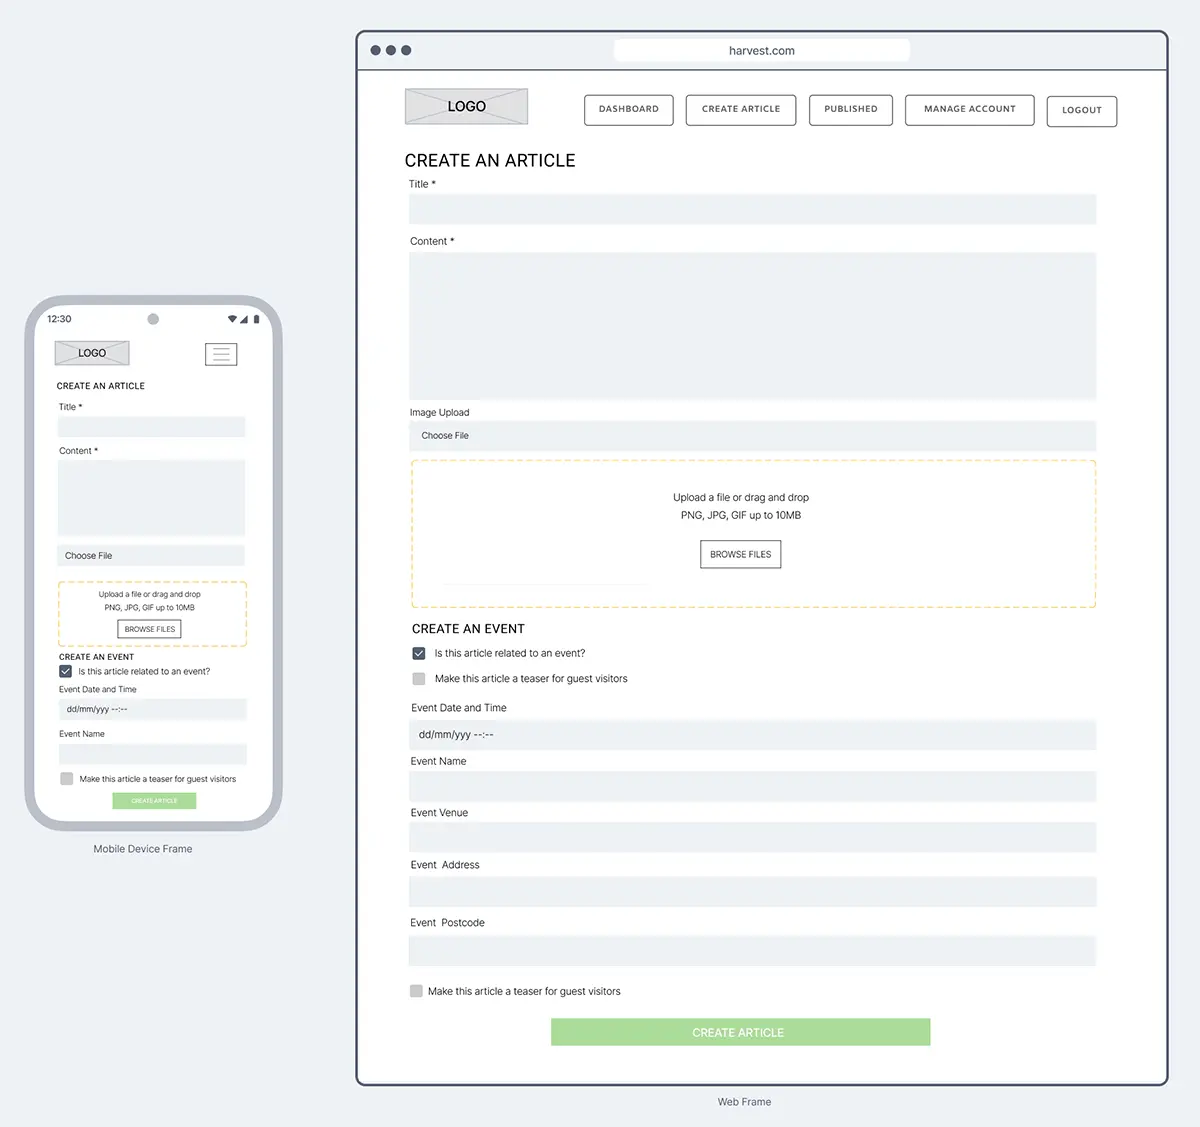 harvest.com
LOGO
DASHBOARD
CREATE ARTICLE
PUBLISHED
MANAGE ACCOUNT
LOGOUT
CREATE AN ARTICLE
Title *
Content *
Image Upload
Choose File
Upload a file or drag and drop
PNG, JPG, GIF up to 10MB
BROWSE FILES
CREATE AN EVENT
Is this article related to an event?
Make this article a teaser for guest visitors
Event Date and Time
dd/mm/yyy --:--
Event Name
Event Venue
Event Address
Event Postcode
Make this article a teaser for guest visitors
CREATE ARTICLE
Web Frame
12:30
LOGO
CREATE AN ARTICLE
Title *
Content *
Choose File
Upload a file or drag and drop
PNG, JPG, GIF up to 10MB
BROWSE FILES
CREATE AN EVENT
Is this article related to an event?
Event Date and Time
dd/mm/yyy --:--
Event Name
Make this article a teaser for guest visitors
CREATE ARTICLE
Mobile Device Frame